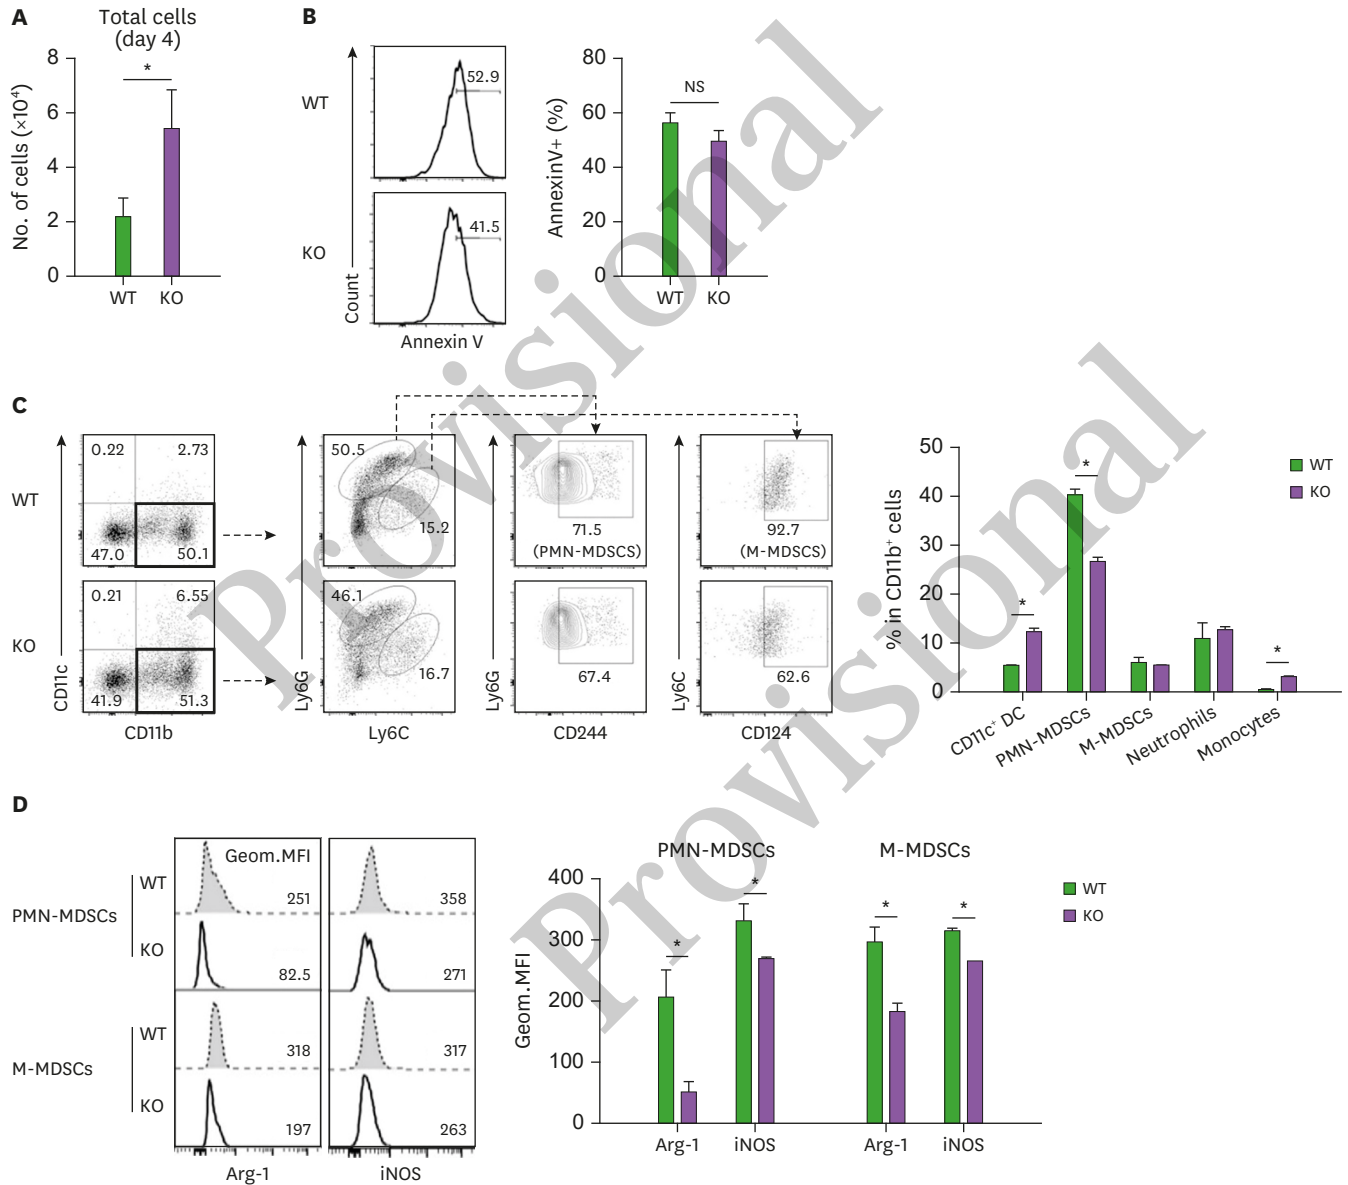 A
Total cells
(day 4)
No. of cells (×10⁴)
8
6
4
2
0
*
WT
KO
B
WT
KO
Count
52.9
41.5
Annexin V
AnnexinV+ (%)
80
60
40
20
0
NS
WT
KO
C
WT
KO
CD11c
0.22
2.73
47.0
50.1
0.21
6.55
41.9
51.3
CD11b
Ly6G
50.5
15.2
46.1
16.7
Ly6C
Ly6G
71.5
(PMN-MDSCS)
67.4
CD244
Ly6C
92.7
(M-MDSCS)
62.6
CD124
% in CD11b⁺ cells
50
40
30
20
10
0
*
*
*
CD11c⁺ DC
PMN-MDSCs
M-MDSCs
Neutrophils
Monocytes
WT
KO
D
PMN-MDSCs
WT
KO
M-MDSCs
WT
KO
Geom.MFI
251
82.5
318
197
Arg-1
358
271
317
263
iNOS
PMN-MDSCs
M-MDSCs
Geom.MFI
400
300
200
100
0
*
*
*
*
Arg-1
iNOS
Arg-1
iNOS
WT
KO
Provisional
Provisional